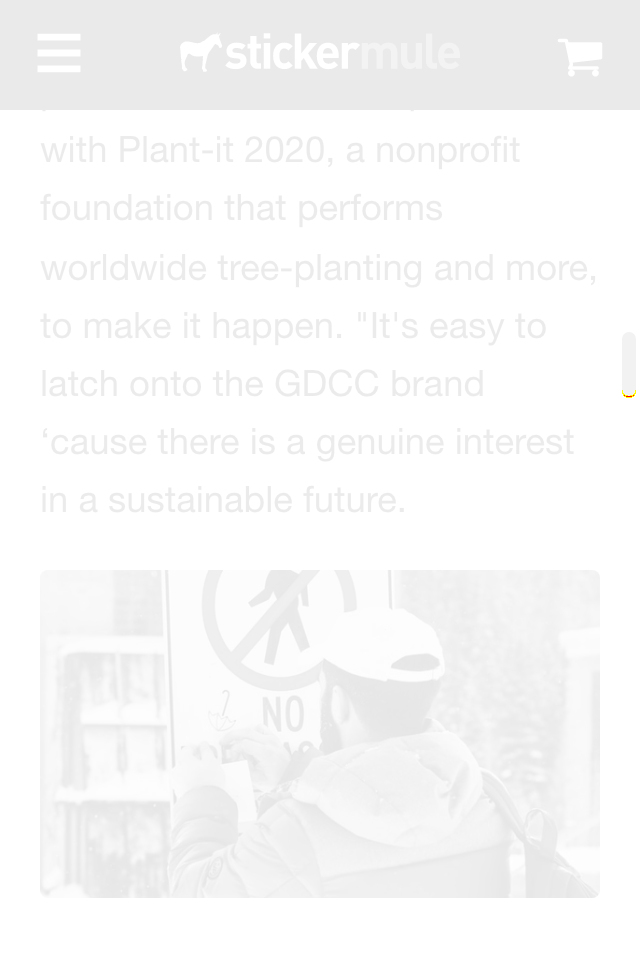 stickermule
with Plant-it 2020, a nonprofit
foundation that performs
worldwide tree-planting and more,
to make it happen. "It's easy to
latch onto the GDCC brand
‘cause there is a genuine interest
in a sustainable future.
NO